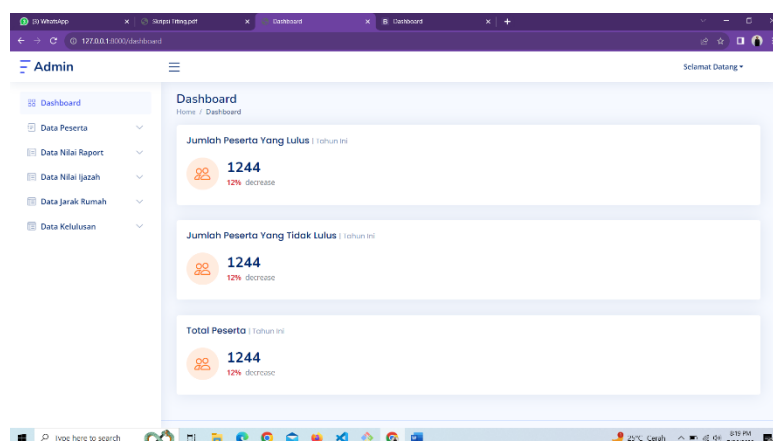 (5) WhatsApp
Skripsi Triing.pdf
Dashboard
Dashboard
127.0.0.1:8000/dashboard
Admin
Selamat Datang
Dashboard
Data Peserta
Data Nilai Raport
Data Nilai Ijazah
Data Jarak Rumah
Data Kelulusan
Dashboard
Home / Dashboard
Jumlah Peserta Yang Lulus | Tahun Ini
1244
12% decrease
Jumlah Peserta Yang Tidak Lulus | Tahun Ini
1244
12% decrease
Total Peserta | Tahun Ini
1244
12% decrease
Type here to search
25°C Cerah
8:19 PM